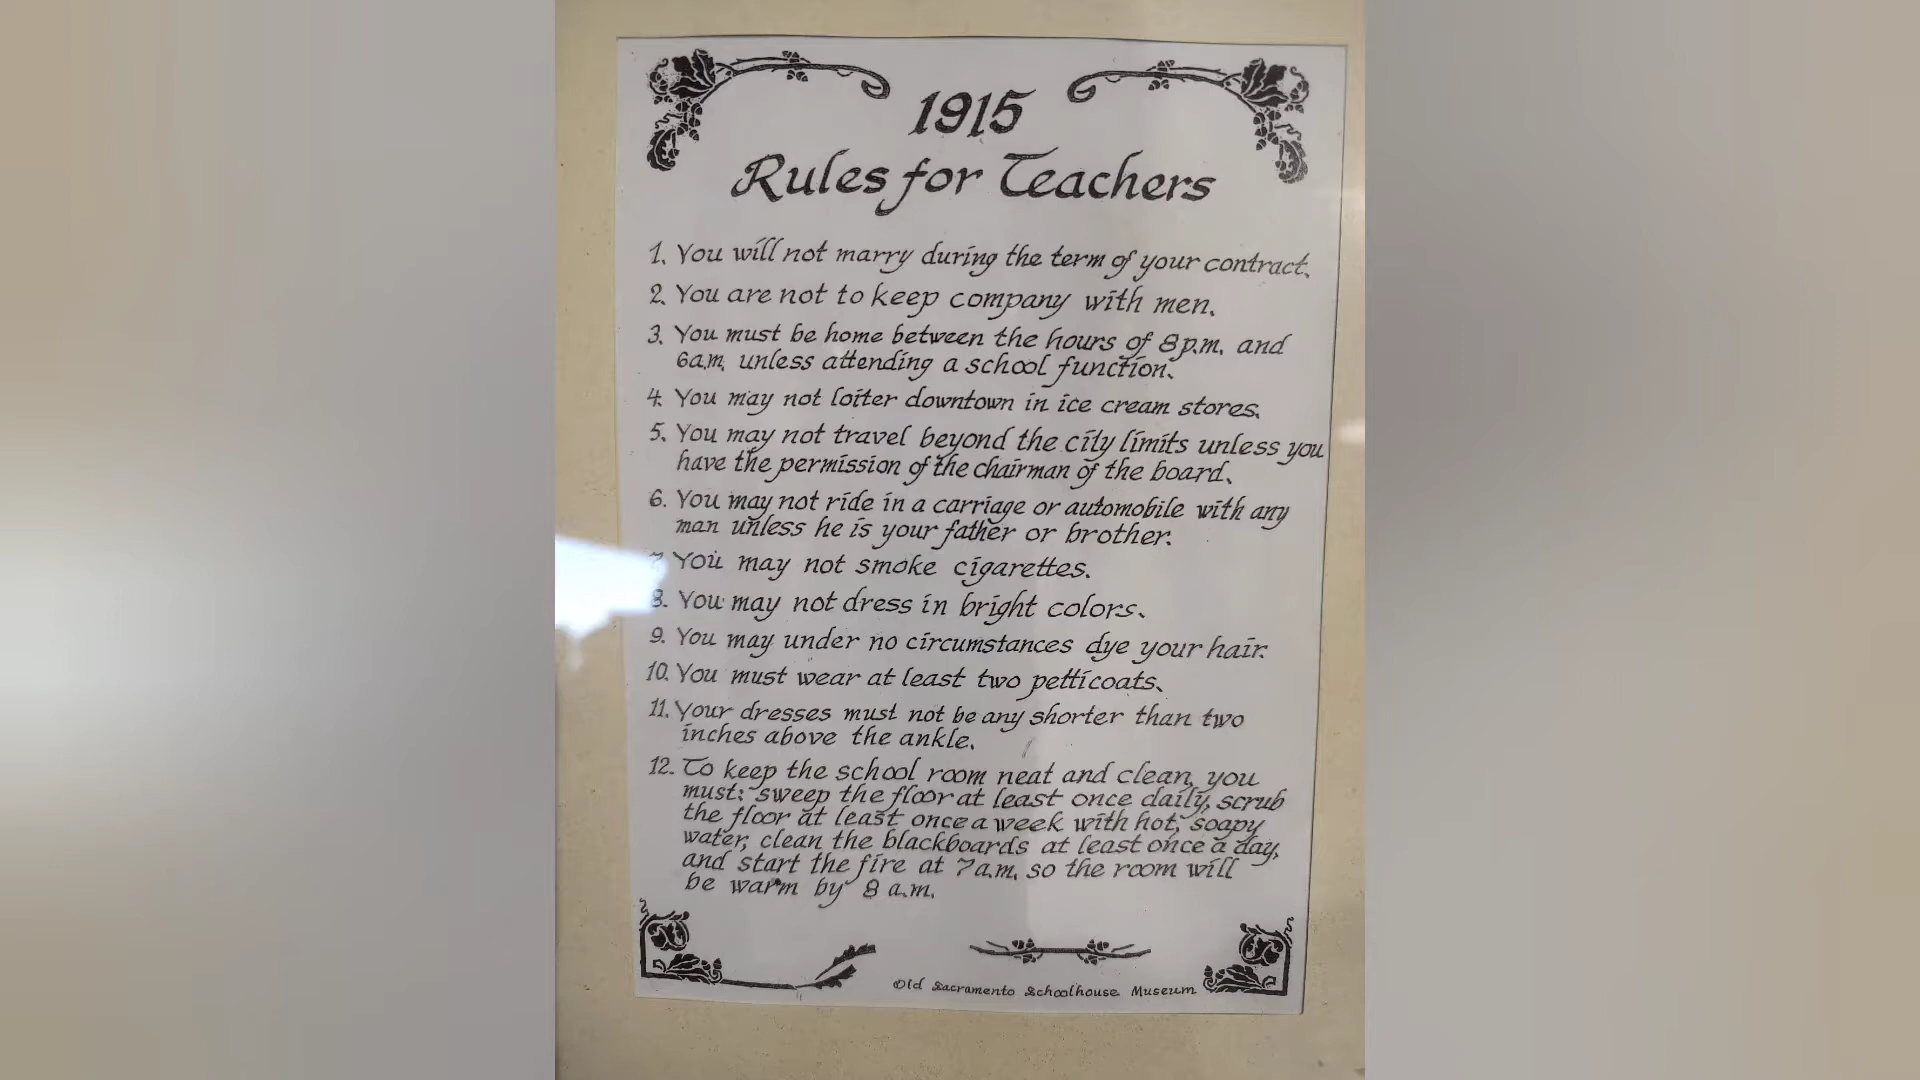 1915
Rules for Teachers
1. You will not marry during the term of your contract.
2. You are not to keep company with men.
3. You must be home between the hours of 8 p.m. and
6 a.m. unless attending a school function.
4. You may not loiter downtown in ice cream stores.
5. You may not travel beyond the city limits unless you
have the permission of the chairman of the board.
6. You may not ride in a carriage or automobile with any
man unless he is your father or brother.
7. You may not smoke cigarettes.
8. You may not dress in bright colors.
9. You may under no circumstances dye your hair.
10. You must wear at least two petticoats.
11. Your dresses must not be any shorter than two
inches above the ankle.
12. To keep the school room neat and clean, you
must: sweep the floor at least once daily, scrub
the floor at least once a week with hot, soapy
water, clean the blackboards at least once a day,
and start the fire at 7 a.m. so the room will
be warm by 8 a.m.
Old Sacramento Schoolhouse Museum